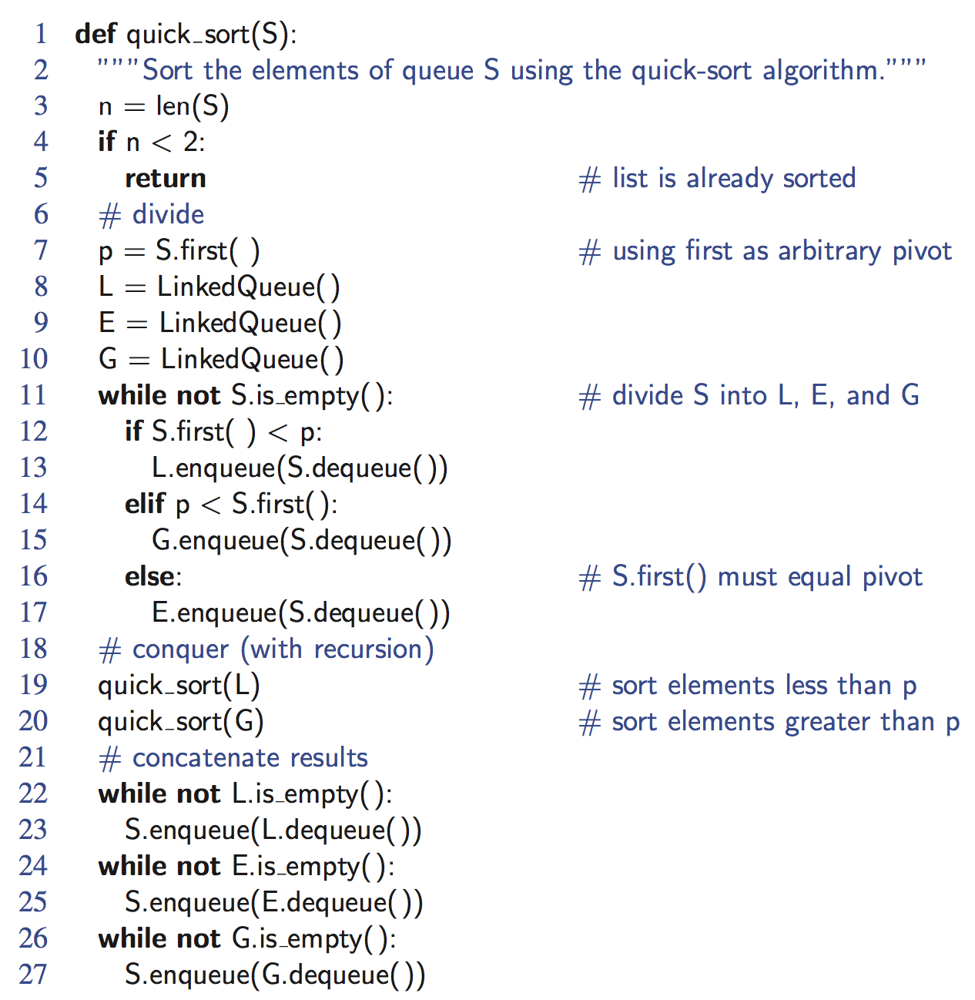 1 def quick_sort(S):
2 """Sort the elements of queue S using the quick-sort algorithm."""
3 n = len(S)
4 if n < 2:
5 return # list is already sorted
6 # divide
7 p = S.first( ) # using first as arbitrary pivot
8 L = LinkedQueue( )
9 E = LinkedQueue( )
10 G = LinkedQueue( )
11 while not S.is_empty( ): # divide S into L, E, and G
12 if S.first( ) < p:
13 L.enqueue(S.dequeue( ))
14 elif p < S.first( ):
15 G.enqueue(S.dequeue( ))
16 else: # S.first() must equal pivot
17 E.enqueue(S.dequeue( ))
18 # conquer (with recursion)
19 quick_sort(L) # sort elements less than p
20 quick_sort(G) # sort elements greater than p
21 # concatenate results
22 while not L.is_empty( ):
23 S.enqueue(L.dequeue( ))
24 while not E.is_empty( ):
25 S.enqueue(E.dequeue( ))
26 while not G.is_empty( ):
27 S.enqueue(G.dequeue( ))